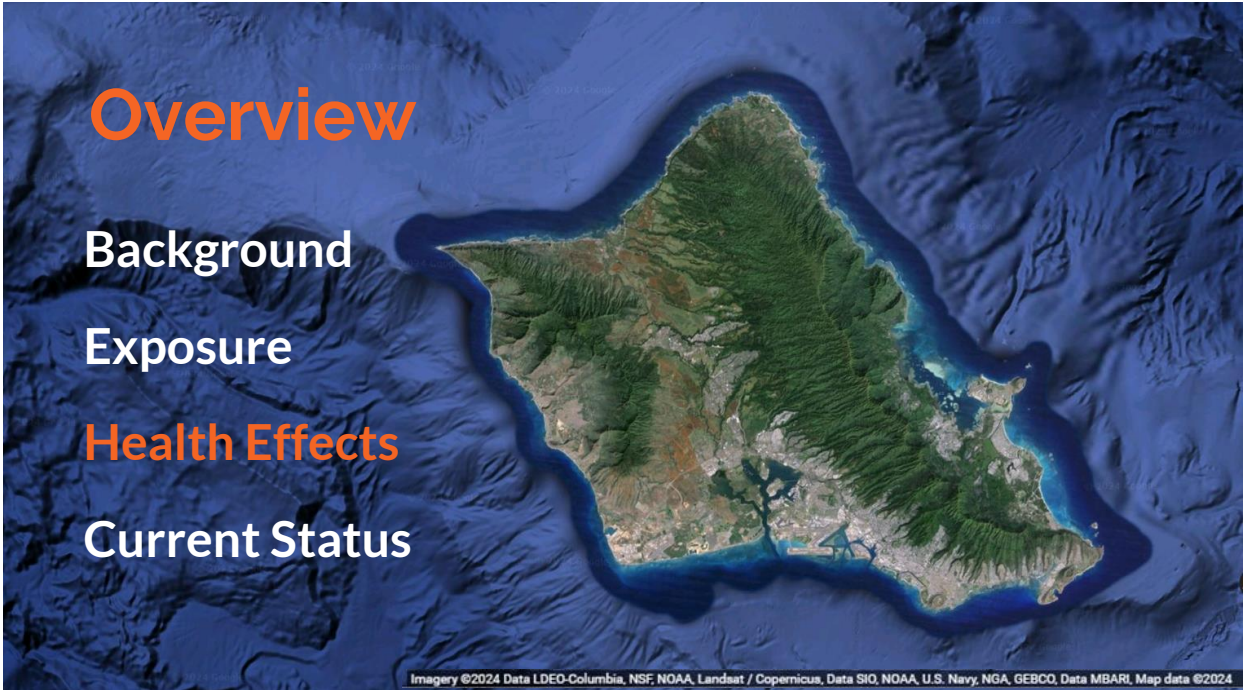 Overview
Background
Exposure
Health Effects
Current Status
Imagery ©2024 Data LDEO-Columbia, NSF, NOAA, Landsat / Copernicus, Data SIO, NOAA, U.S. Navy, NGA, GEBCO, Data MBARI, Map data ©2024